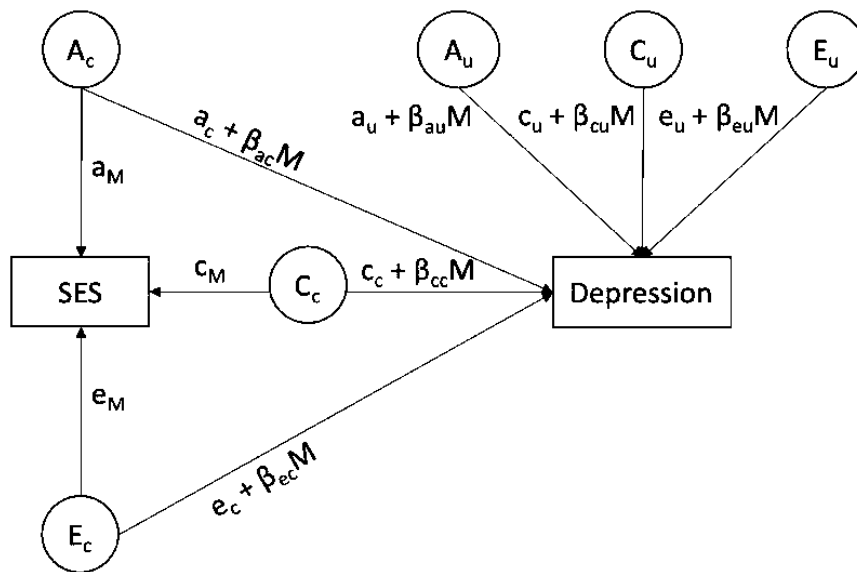 A_c
A_u
C_u
E_u
a_c + β_acM
a_u + β_auM
c_u + β_cuM
e_u + β_euM
a_M
SES
c_M
C_c
c_c + β_ccM
Depression
e_M
e_c + β_ecM
E_c